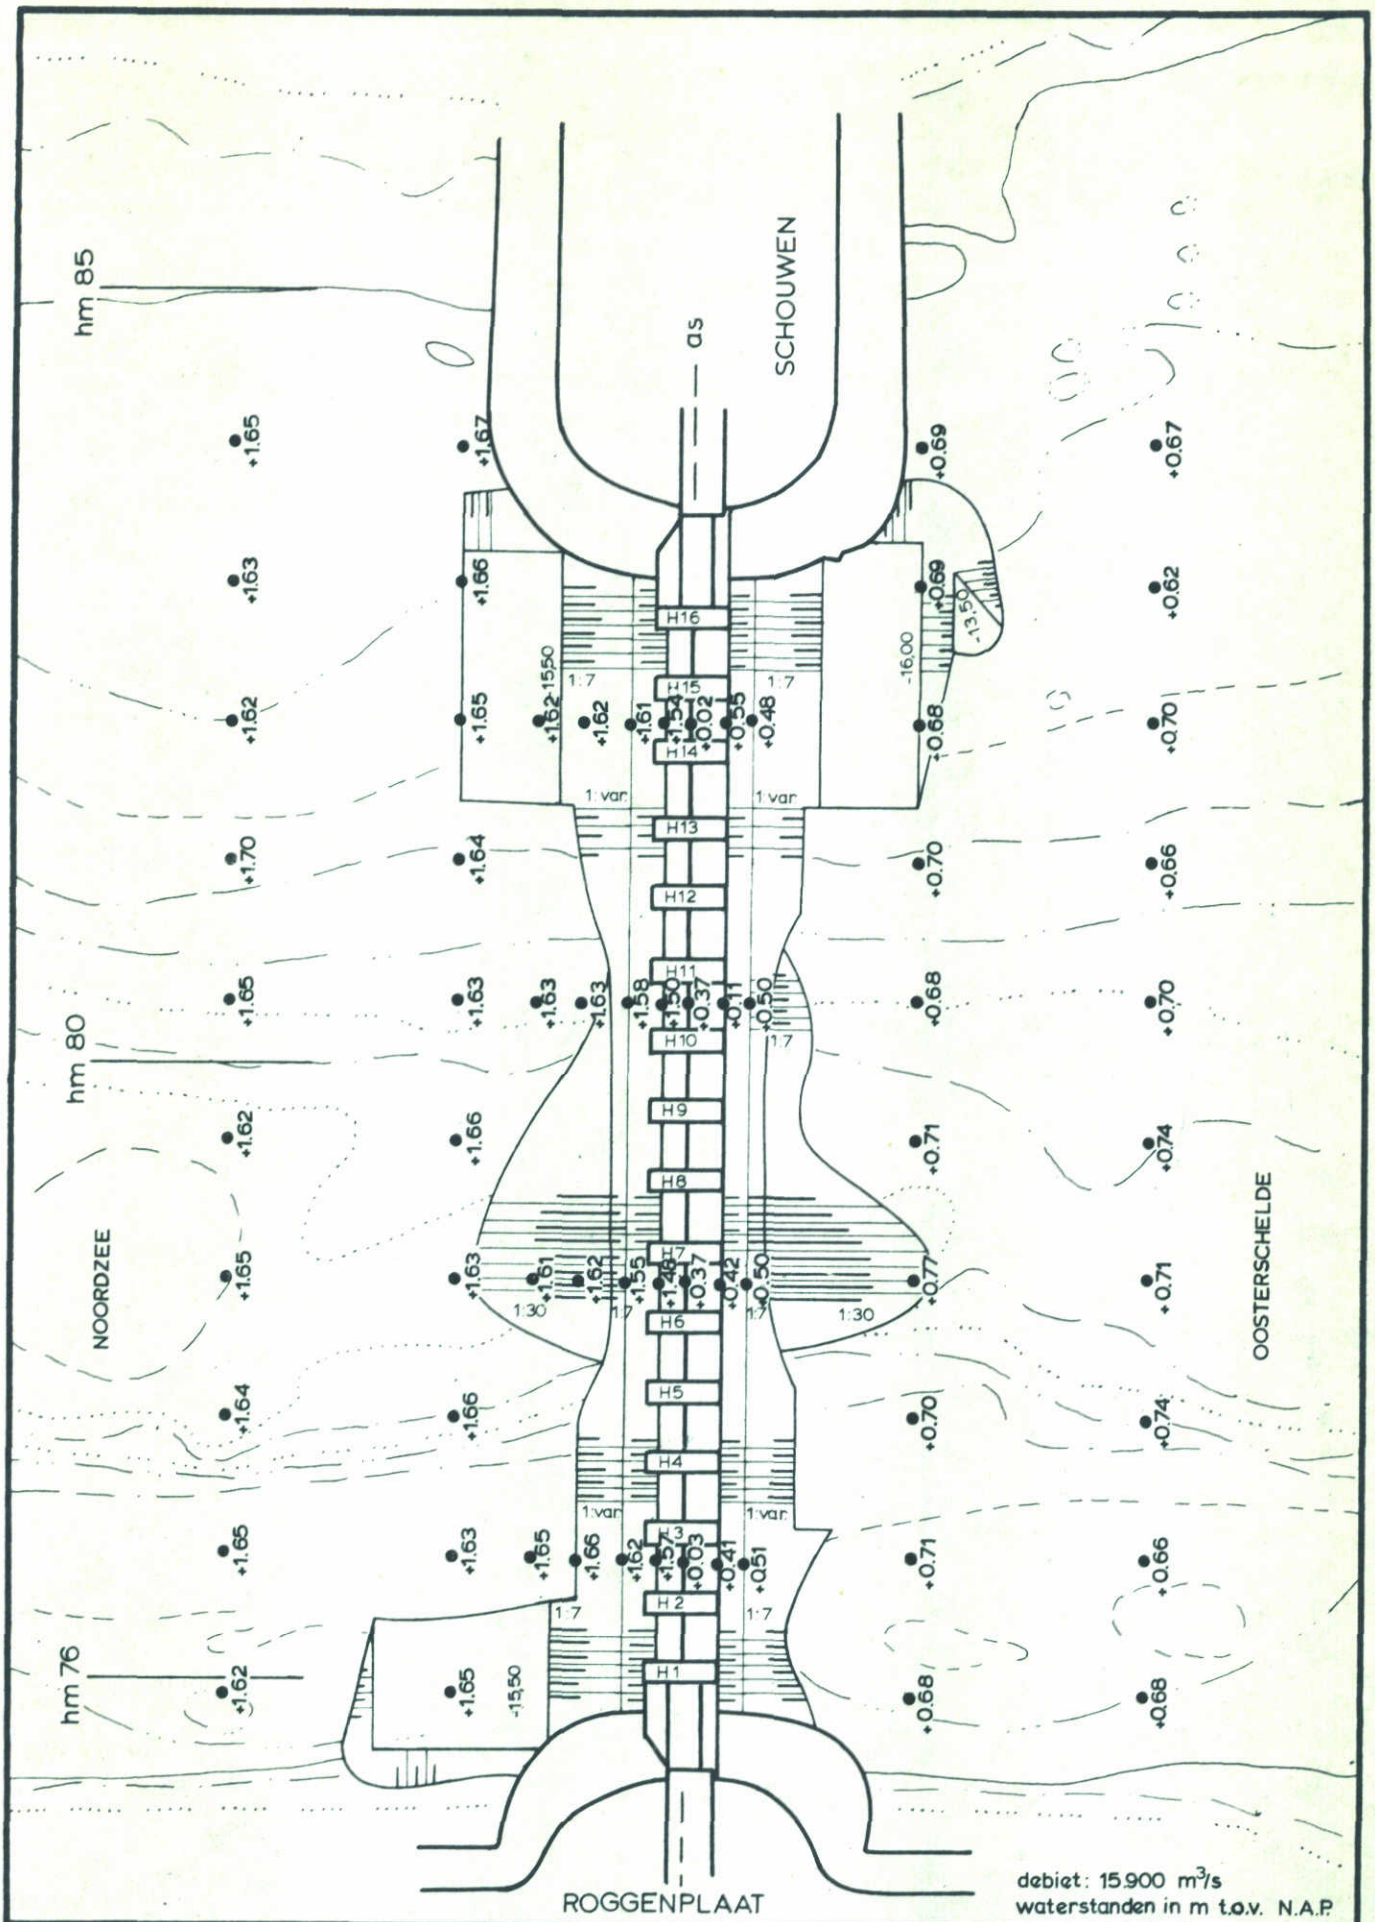 hm 85
SCHOUWEN
as
+1.65
+1.67
+0.69
+0.67
+1.63
+1.66
+0.69
+0.62
-13.50
H16
-15,50
1:7
H15
1:7
-16,00
+1.62
+1.65
+1.62
+1.62
+1.61
+1.54
+0.02
+0.55
+0.48
+0.68
+0.70
H14
1:var.
1:var.
H13
+1.70
+1.64
+0.70
+0.66
H12
H11
+1.65
+1.63
+1.63
+1.63
+1.58
+1.50
+0.37
+0.11
+0.50
+0.68
+0.70
hm 80
H10
1:7
H9
+1.62
+1.66
+0.71
+0.74
H8
NOORDZEE
OOSTERSCHELDE
H7
+1.65
+1.63
+1.61
+1.62
+1.55
+1.48
+0.37
+0.42
+0.50
+0.77
+0.71
1:30
1:7
H6
1:7
1:30
H5
+1.64
+1.66
+0.70
+0.74
H4
1:var.
1:var.
H3
+1.65
+1.63
+1.65
+1.66
+1.62
+1.57
+0.03
+0.41
+0.51
+0.71
+0.66
1:7
H2
1:7
hm 76
H1
+1.62
+1.65
-15,50
+0.68
+0.68
ROGGENPLAAT
debiet: 15.900 m³/s
waterstanden in m t.o.v. N.A.P.